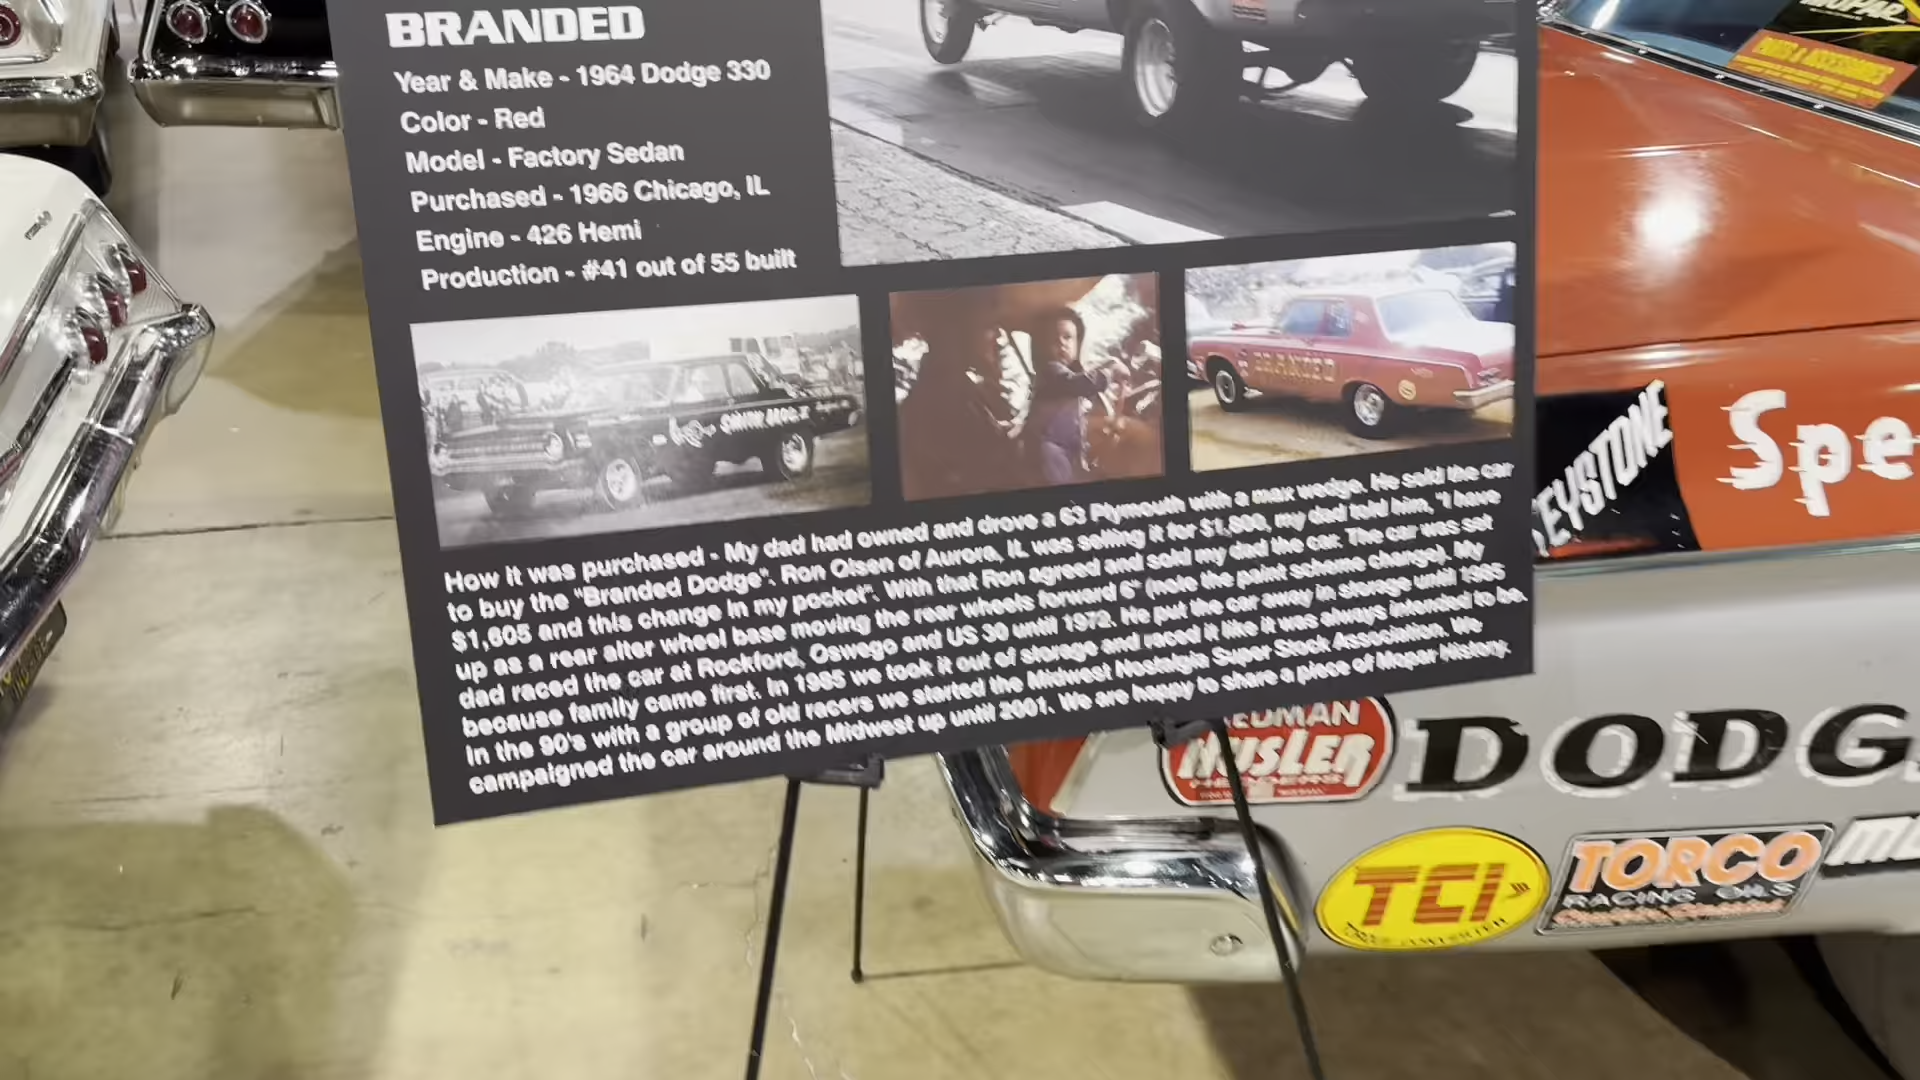 BRANDED
Year & Make - 1964 Dodge 330
Color - Red
Model - Factory Sedan
Purchased - 1966 Chicago, IL
Engine - 426 Hemi
Production - #41 out of 55 built
BRANDED
How it was purchased - My dad had owned and drove a 63 Plymouth with a max wedge. He sold the car
to buy the "Branded Dodge". Ron Olsen of Aurora, IL was selling it for $1,800, my dad told him, "I have
$1,605 and this change in my pocket". With that Ron agreed and sold my dad the car. The car was set
up as a rear alter wheel base moving the rear wheels forward 6" (note the paint scheme change). My
dad raced the car at Rockford, Oswego and US 30 until 1972. He put the car away in storage until 1985
because family came first. In 1985 we took it out of storage and raced it like it was always intended to be.
In the 90's with a group of old racers we started the Midwest Nostalgia Super Stock Association. We
campaigned the car around the Midwest up until 2001. We are happy to share a piece of Mopar History.
MOPAR
PARTS & ACCESSORIES
KEYSTONE
Spe
EDMAN
HUSLER
DODG
TCI
TORCO
RACING OILS